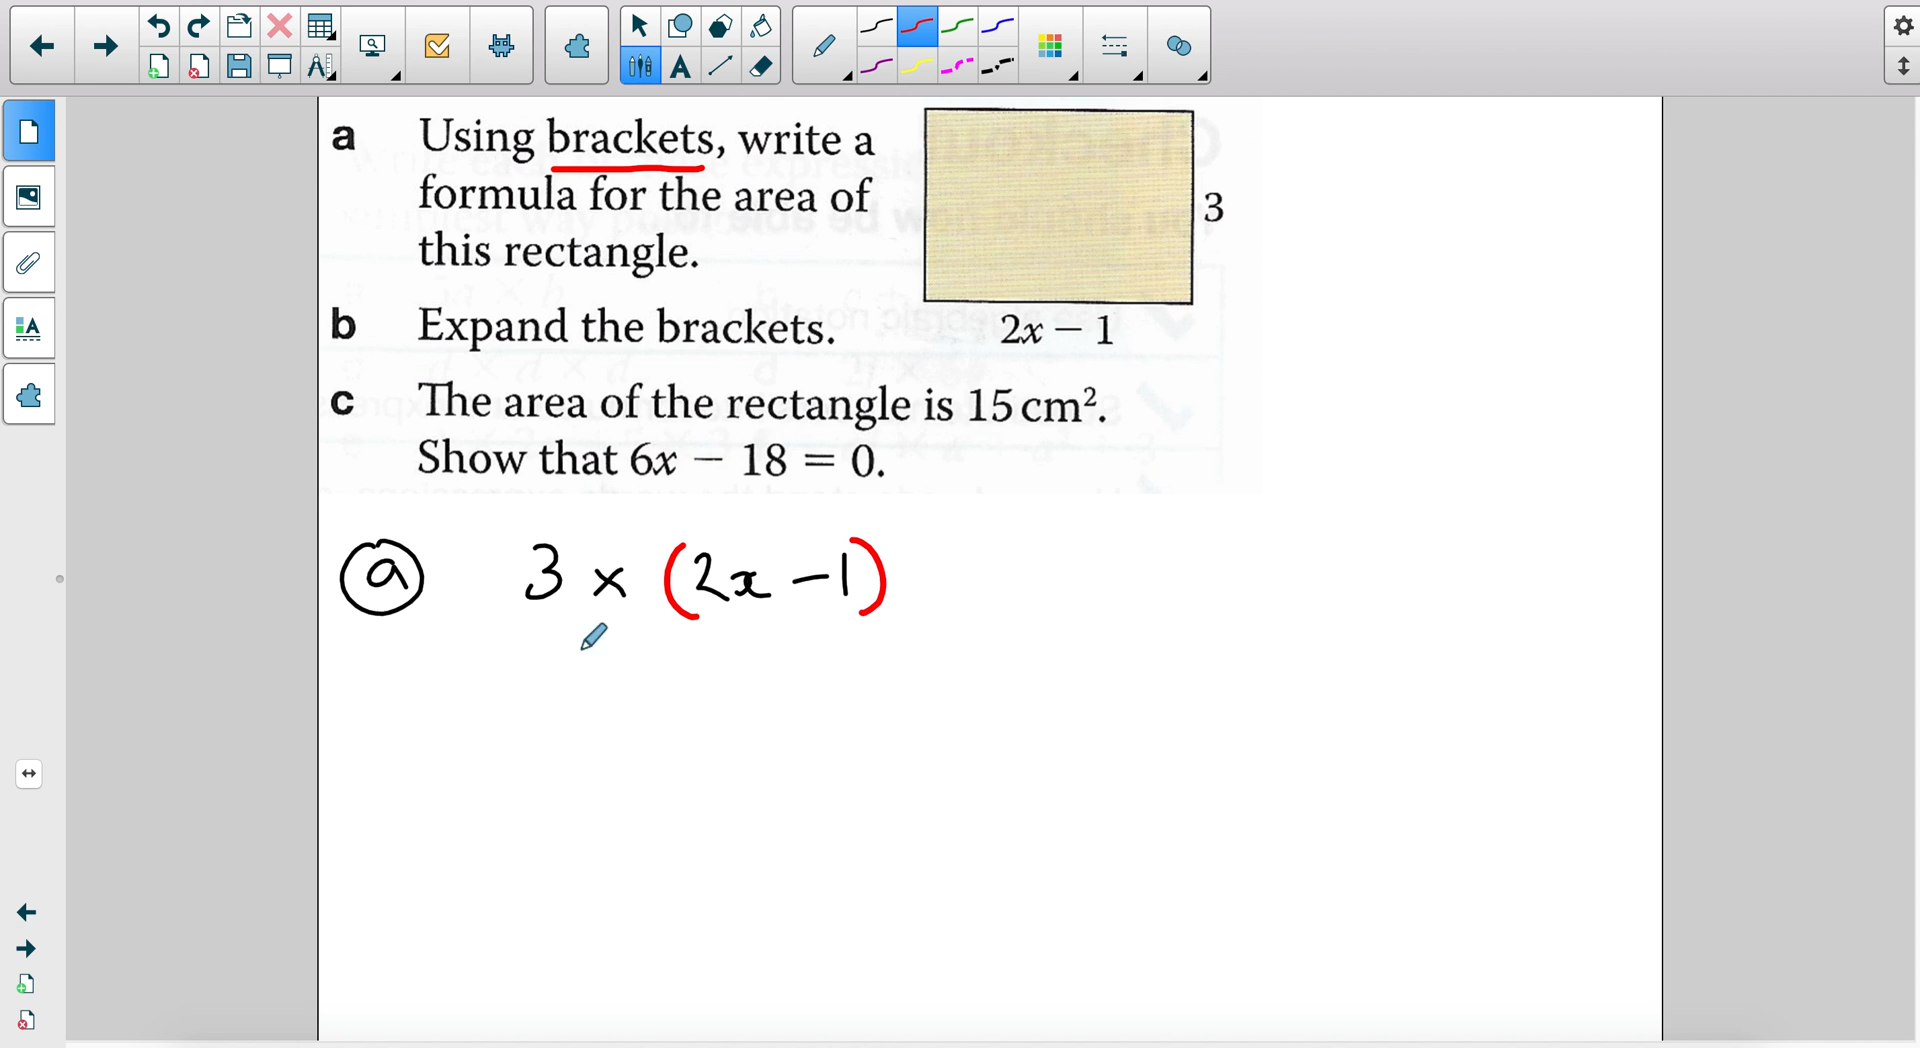 a Using brackets, write a
formula for the area of
this rectangle.
3
b Expand the brackets.
2x − 1
c The area of the rectangle is 15 cm².
Show that 6x − 18 = 0.
a 3 × (2x − 1)